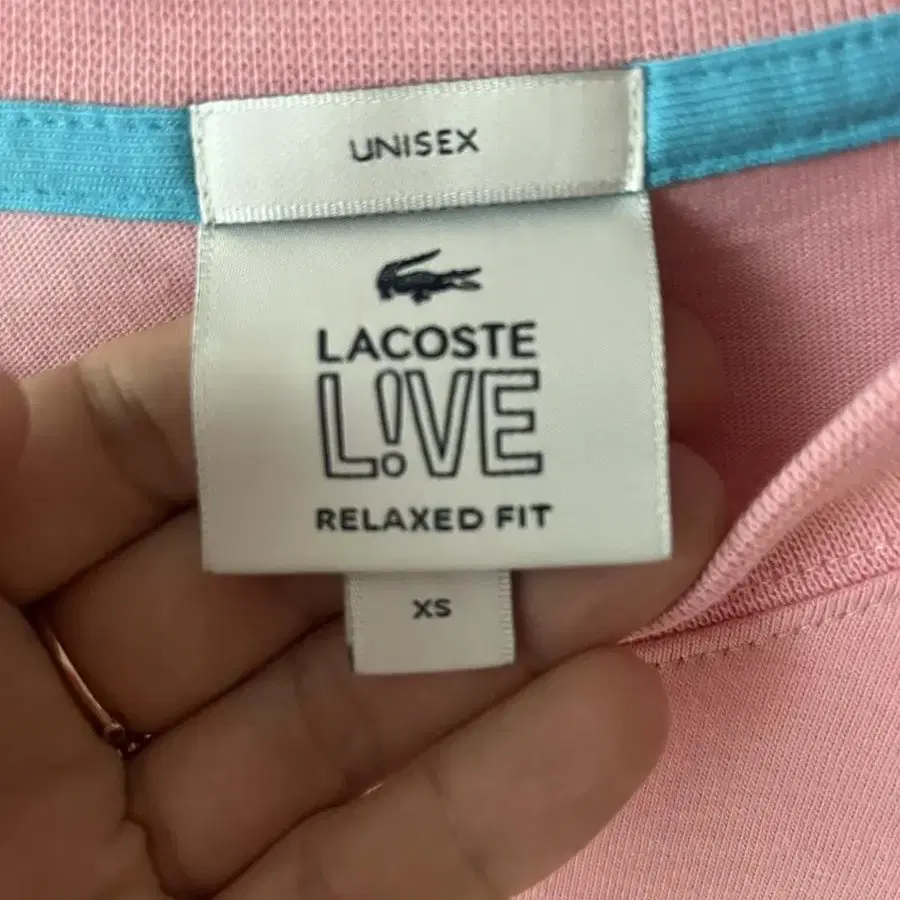 UNISEX
LACOSTE
L!VE
RELAXED FIT
XS